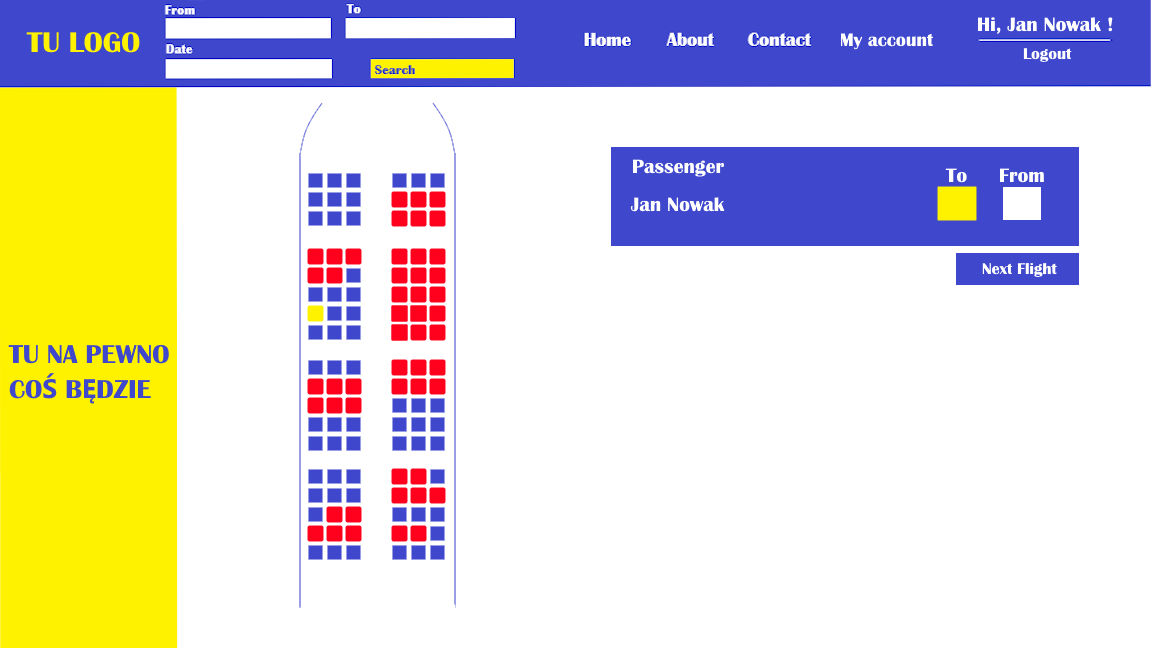 TU LOGO
From
To
Date
Search
Home
About
Contact
My account
Hi, Jan Nowak !
Logout
TU NA PEWNO
COŚ BĘDZIE
Passenger
To
From
Jan Nowak
Next Flight